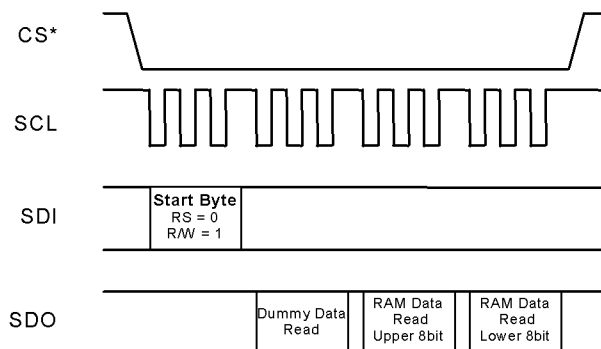 CS*
SCL
SDI
Start Byte
RS = 0
R/W = 1
SDO
Dummy Data
Read
RAM Data
Read
Upper 8bit
RAM Data
Read
Lower 8bit